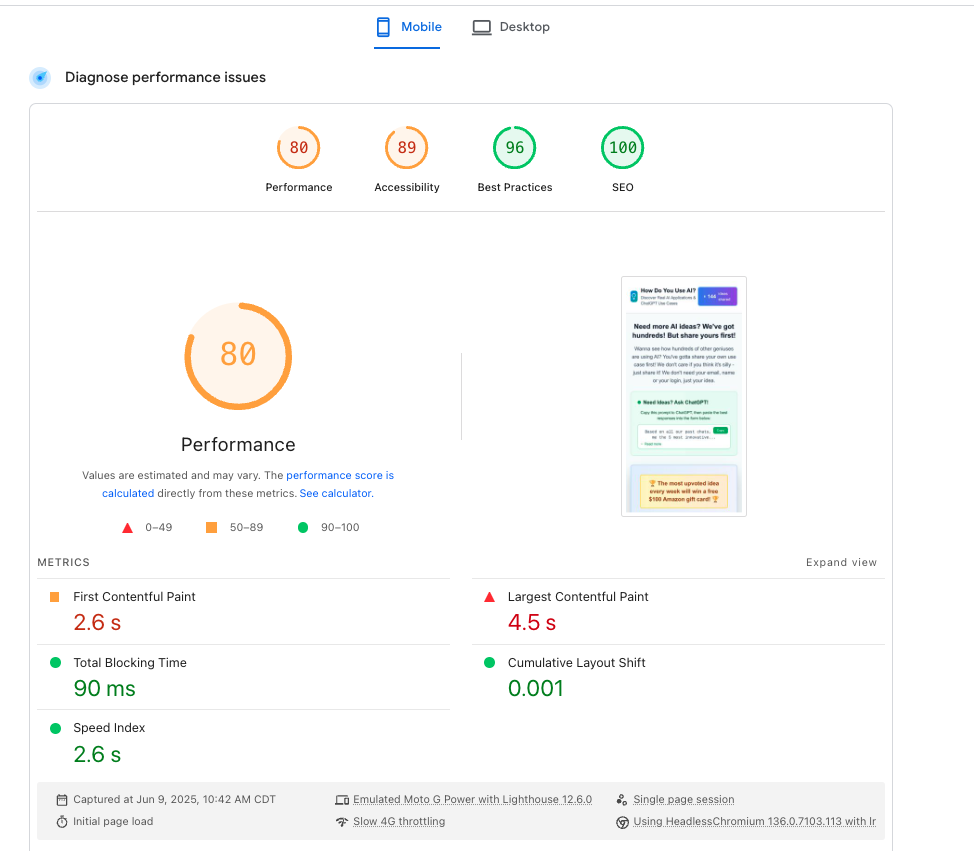 Mobile
Desktop
Diagnose performance issues
80
89
96
100
Performance
Accessibility
Best Practices
SEO
80
Performance
Values are estimated and may vary. The performance score is
calculated directly from these metrics. See calculator.
0–49
50–89
90–100
How Do You Use AI?
Discover Real AI Applications &
ChatGPT Use Cases
Need more AI ideas? We've got
hundreds! But share yours first!
Wanna see how hundreds of other geniuses
are using AI? You've gotta share your own use
case first! We don't care if you think it's silly -
just share it! We don't need your email, name
or your login, just your idea.
Need Ideas? Ask ChatGPT!
Copy this prompt to ChatGPT, then paste the best
responses into the form below:
Based on all our past chats,
the 5 most innovative...
Read more
The most upvoted idea
every week will win a free
$100 Amazon gift card!
METRICS
Expand view
First Contentful Paint
2.6 s
Largest Contentful Paint
4.5 s
Total Blocking Time
90 ms
Cumulative Layout Shift
0.001
Speed Index
2.6 s
Captured at Jun 9, 2025, 10:42 AM CDT
Emulated Moto G Power with Lighthouse 12.6.0
Single page session
Initial page load
Slow 4G throttling
Using HeadlessChromium 136.0.7103.113 with lr